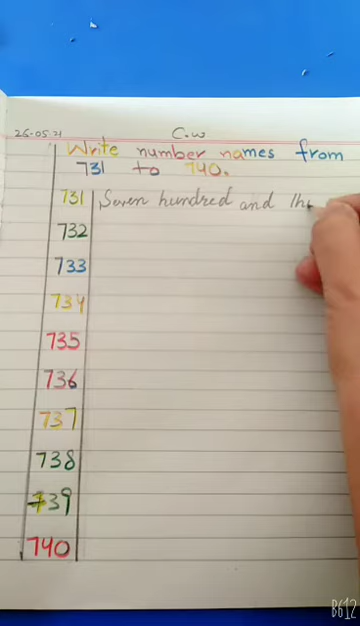 26-05-21
C.W
Write number names from
731 to 740.
731 Seven hundred and th
732
733
734
735
736
737
738
739
740
B612